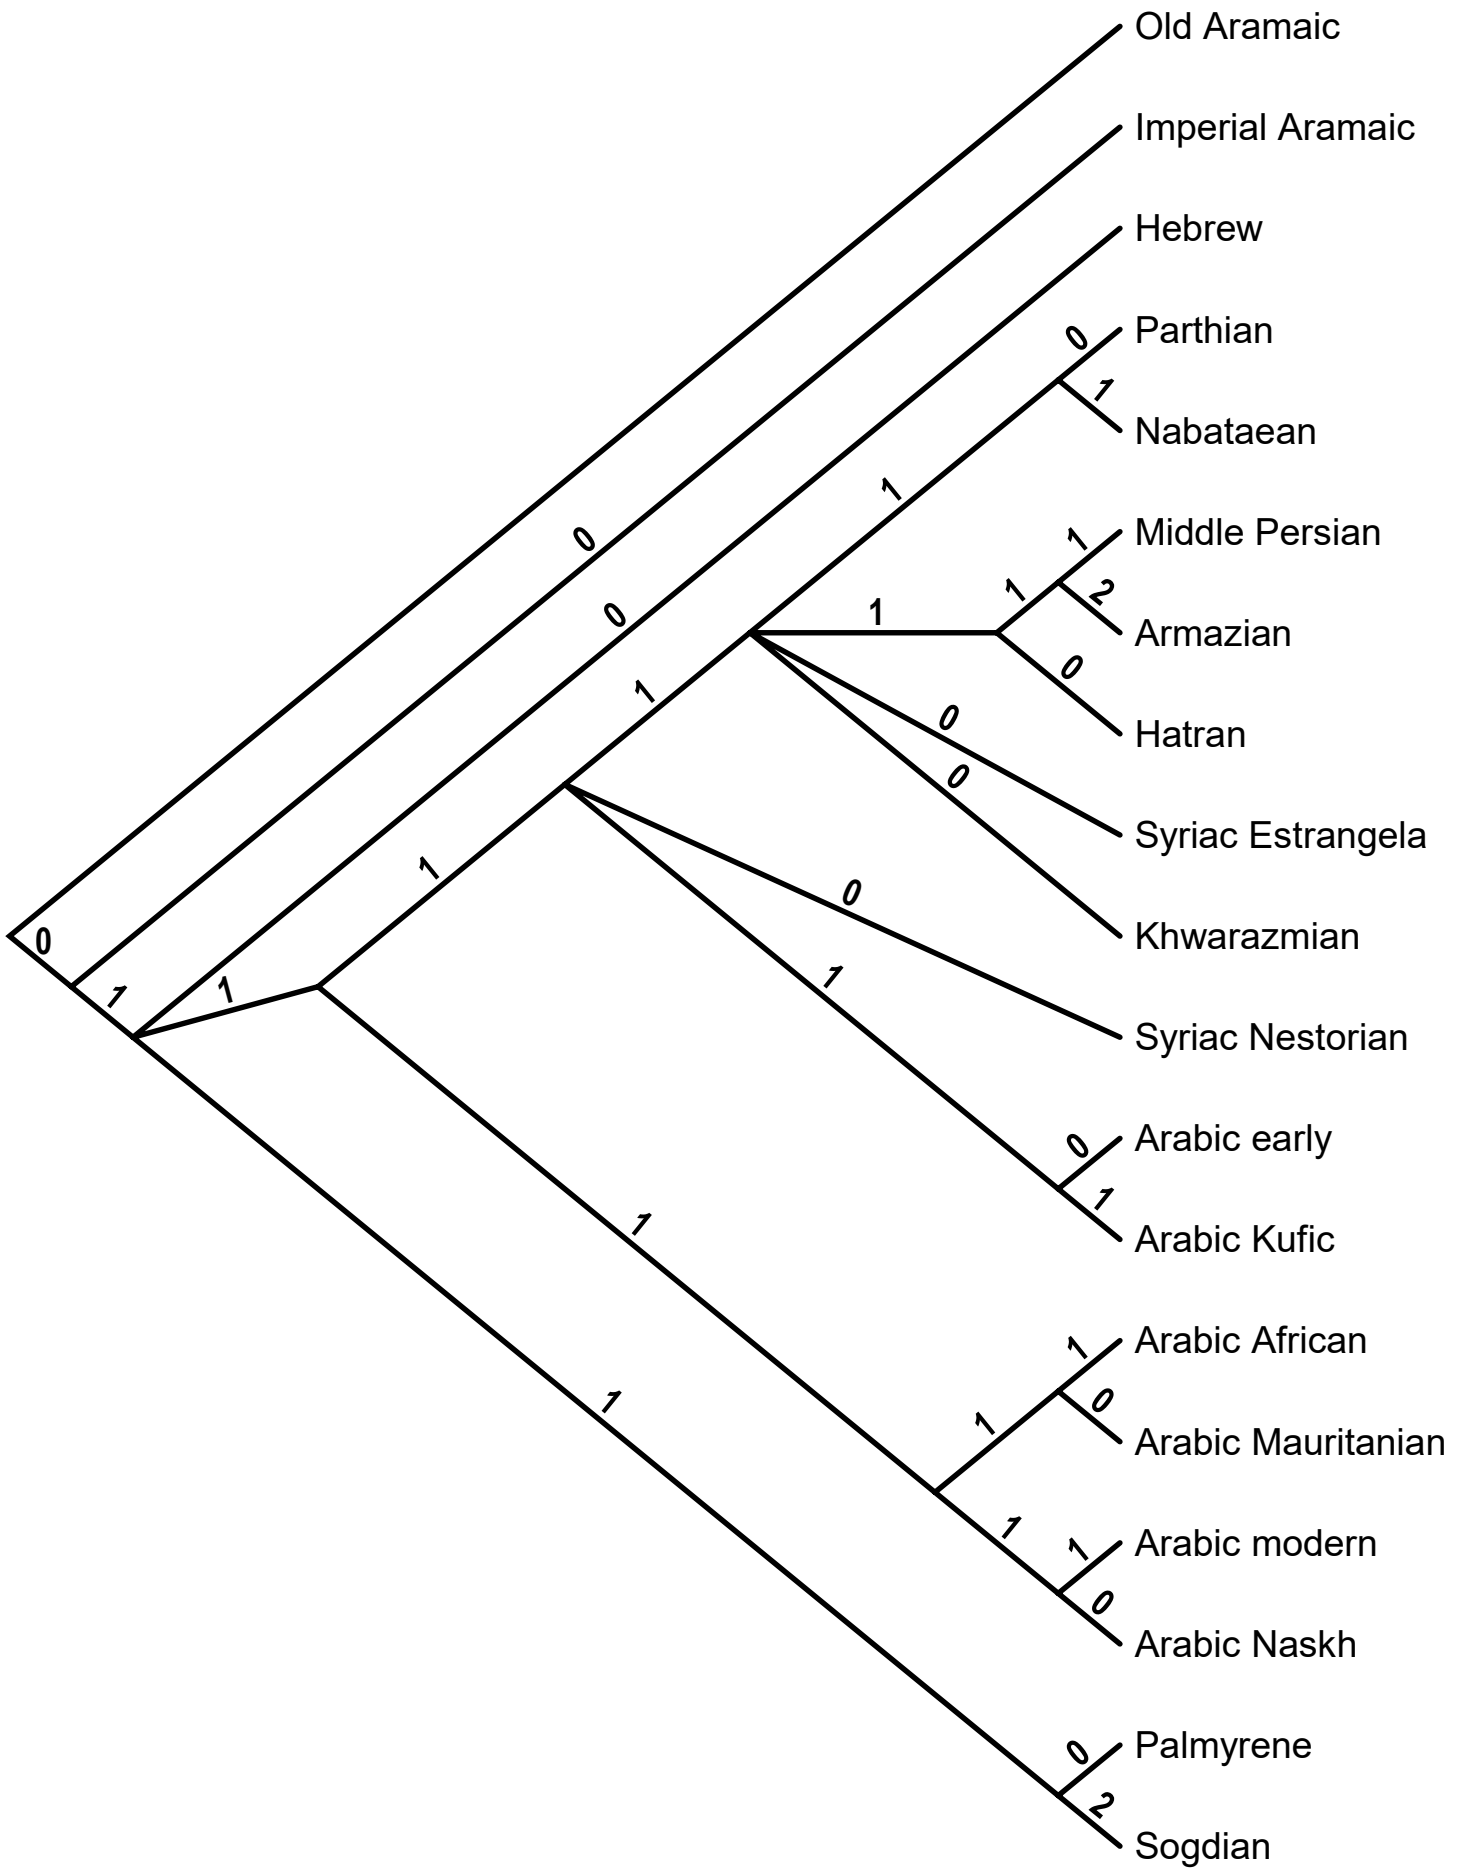 Old Aramaic
Imperial Aramaic
Hebrew
0
Parthian
1
Nabataean
1
1
Middle Persian
0
1
2
Armazian
1
0
0
Hatran
1
0
0
Syriac Estrangela
1
0
Khwarazmian
0
1
1
1
Syriac Nestorian
0
Arabic early
1
1
Arabic Kufic
1
Arabic African
1
0
1
Arabic Mauritanian
1
1
Arabic modern
0
Arabic Naskh
0
Palmyrene
2
Sogdian